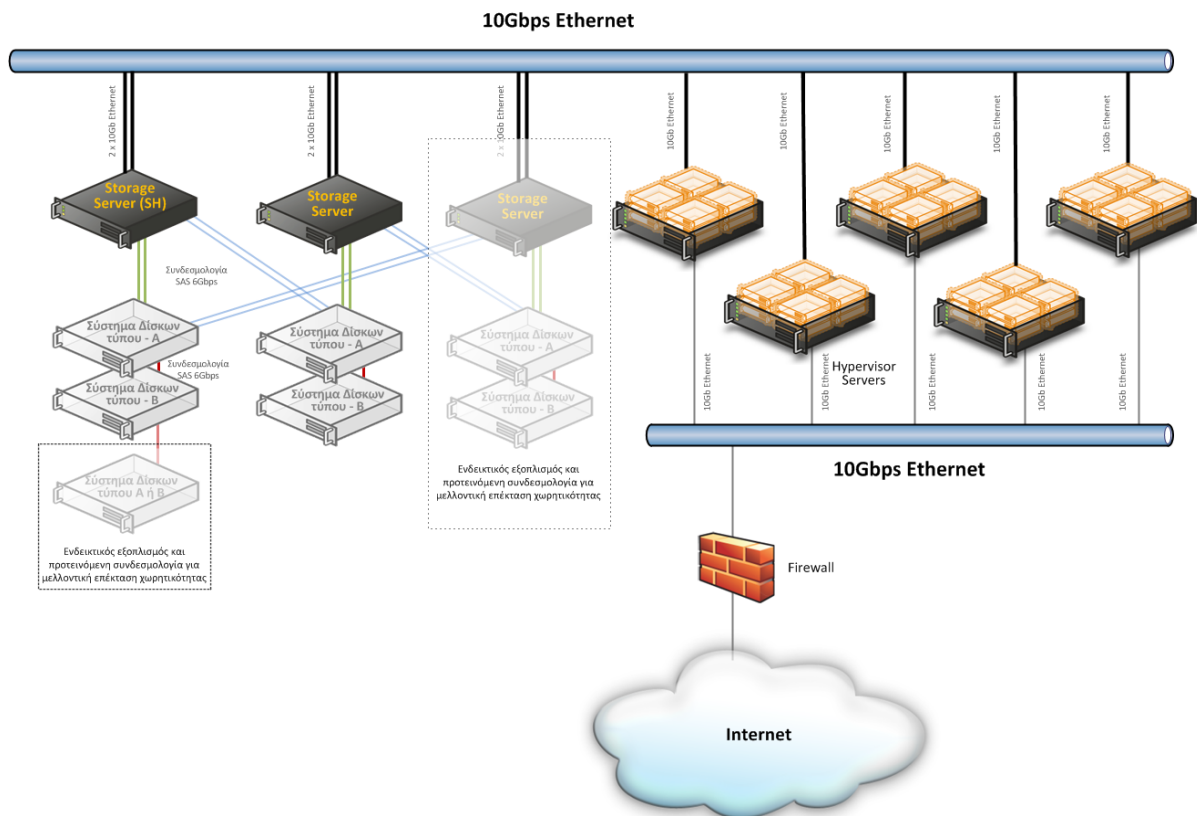 10Gbps Ethernet
2 x 10Gb Ethernet
2 x 10Gb Ethernet
2 x 10Gb Ethernet
10Gb Ethernet
10Gb Ethernet
10Gb Ethernet
10Gb Ethernet
10Gb Ethernet
Storage
Server (SH)
Storage
Server
Storage
Server
Συνδεσμολογία
SAS 6Gbps
Σύστημα Δίσκων
τύπου - Α
Σύστημα Δίσκων
τύπου - Α
Σύστημα Δίσκων
τύπου - Α
Συνδεσμολογία
SAS 6Gbps
Σύστημα Δίσκων
τύπου - Β
Σύστημα Δίσκων
τύπου - Β
Σύστημα Δίσκων
τύπου - Β
Hypervisor
Servers
10Gb Ethernet
10Gb Ethernet
10Gb Ethernet
10Gb Ethernet
10Gb Ethernet
10Gbps Ethernet
Σύστημα Δίσκων
τύπου Α ή Β
Ενδεικτικός εξοπλισμός και
προτεινόμενη συνδεσμολογία για
μελλοντική επέκταση χωρητικότητας
Ενδεικτικός εξοπλισμός και
προτεινόμενη συνδεσμολογία για
μελλοντική επέκταση χωρητικότητας
Firewall
Internet